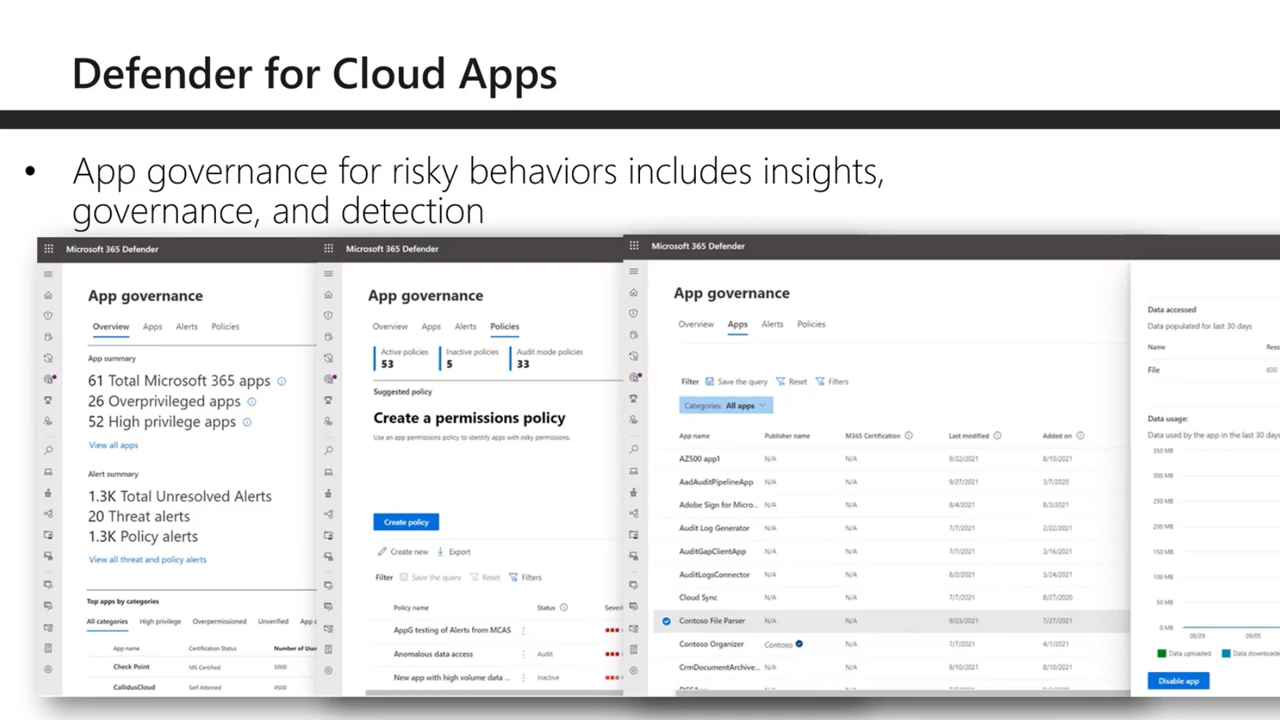 Defender for Cloud Apps
• App governance for risky behaviors includes insights,
governance, and detection
Microsoft 365 Defender
App governance
Overview Apps Alerts Policies
App summary
61 Total Microsoft 365 apps
26 Overprivileged apps
52 High privilege apps
View all apps
Alert summary
1.3K Total Unresolved Alerts
20 Threat alerts
1.3K Policy alerts
View all threat and policy alerts
Top apps by categories
All categories High privilege Overpermissioned Unverified App c
App name Certification Status Number of User
Check Point MS Certified 5000
CallidusCloud Self Attested 4500
Microsoft 365 Defender
App governance
Overview Apps Alerts Policies
Active policies Inactive policies Audit mode policies
53 5 33
Suggested policy
Create a permissions policy
Use an app permissions policy to identify apps with risky permissions.
Create policy
Create new Export
Filter Save the query Reset Filters
Policy name Status Severi
AppG testing of Alerts from MCAS
Anomalous data access Audit
New app with high volume data ... Inactive
Microsoft 365 Defender
App governance
Overview Apps Alerts Policies
Filter Save the query Reset Filters
Categories: All apps
App name Publisher name M365 Certification Last modified Added on
AZ500 app1 N/A N/A 9/22/2021 8/10/2021
AadAuditPipelineApp N/A N/A 9/27/2021 3/7/2020
Adobe Sign for Micro... N/A N/A 8/4/2021 8/3/2021
Audit Log Generator N/A N/A 7/7/2021 2/22/2021
AuditGapClientApp N/A N/A 7/7/2021 3/16/2021
AuditLogsConnector N/A N/A 8/2/2021 3/24/2021
Cloud Sync N/A N/A 7/7/2021 8/27/2020
Contoso File Parser N/A N/A 9/23/2021 7/27/2021
Contoso Organizer Contoso N/A 7/7/2021 4/1/2021
CrmDocumentArchive... N/A N/A 8/10/2021 8/10/2021
Data accessed
Data populated for last 30 days
Name Reso
File 600
Data usage:
Data used by the app in the last 30 days
350 MB
300 MB
250 MB
200 MB
150 MB
100 MB
50 MB
0 MB
08/29 09/05
Data uploaded Data downloade
Disable app